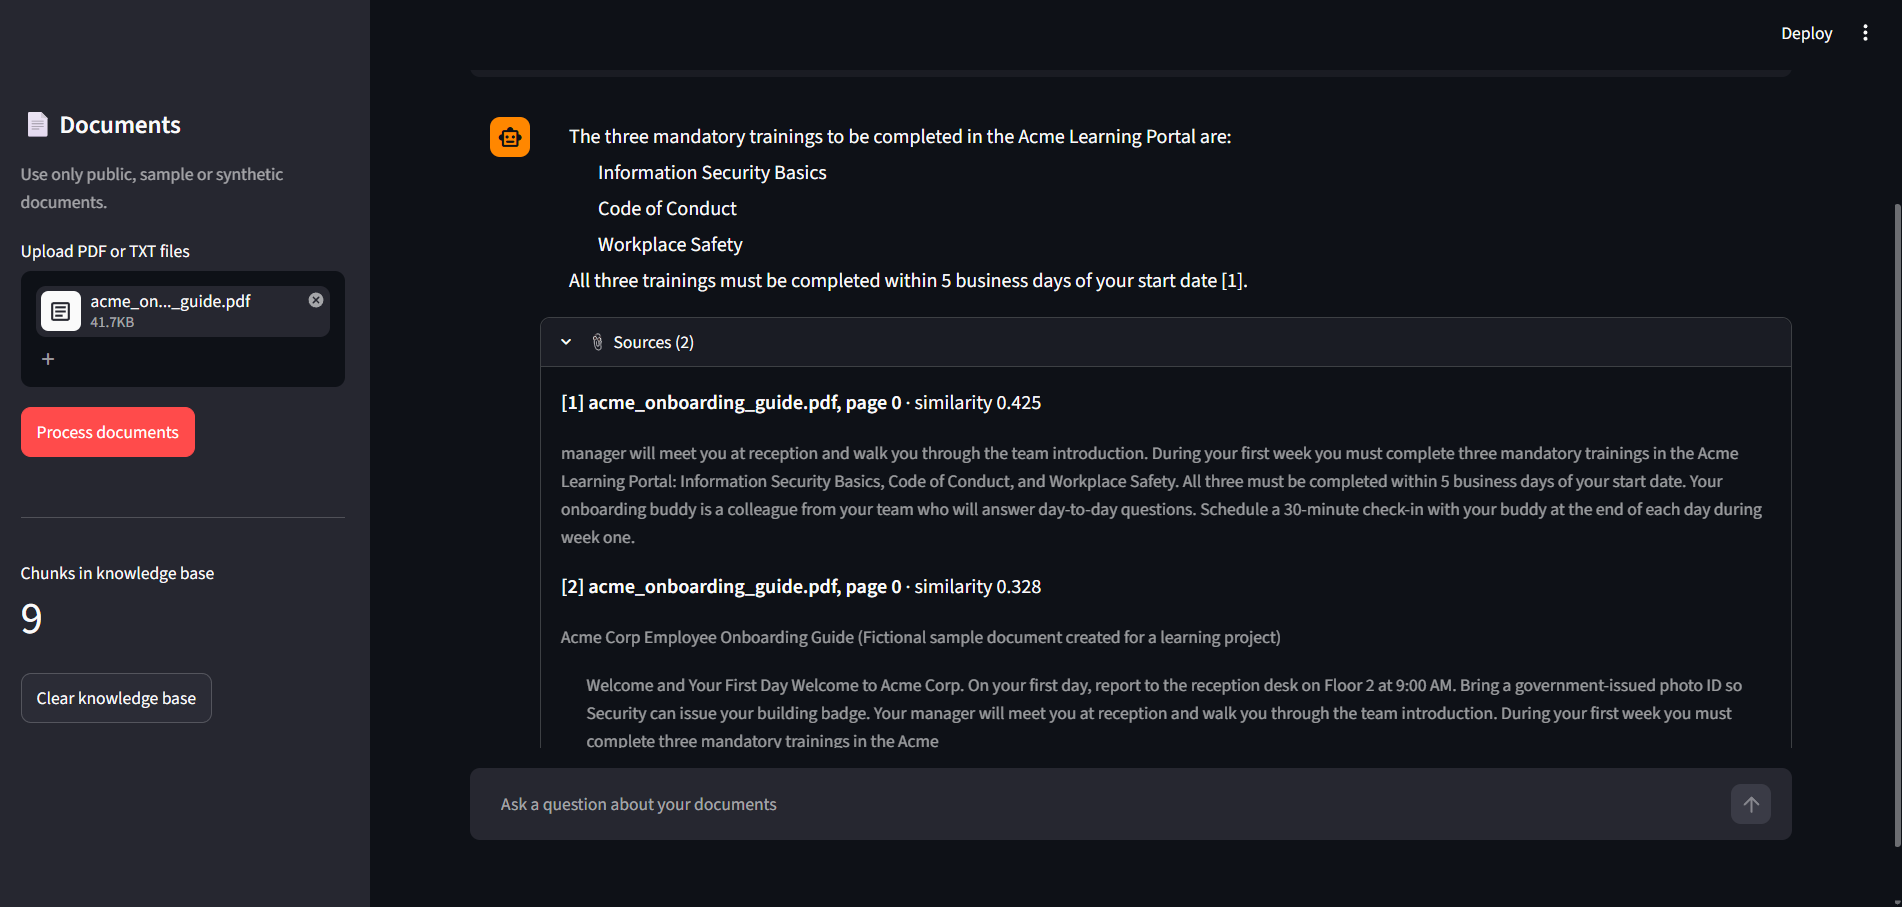 Deploy
Documents
Use only public, sample or synthetic
documents.
Upload PDF or TXT files
acme_on..._guide.pdf
41.7KB
+
Process documents
Chunks in knowledge base
9
Clear knowledge base
The three mandatory trainings to be completed in the Acme Learning Portal are:
Information Security Basics
Code of Conduct
Workplace Safety
All three trainings must be completed within 5 business days of your start date [1].
Sources (2)
[1] acme_onboarding_guide.pdf, page 0 · similarity 0.425
manager will meet you at reception and walk you through the team introduction. During your first week you must complete three mandatory trainings in the Acme
Learning Portal: Information Security Basics, Code of Conduct, and Workplace Safety. All three must be completed within 5 business days of your start date. Your
onboarding buddy is a colleague from your team who will answer day-to-day questions. Schedule a 30-minute check-in with your buddy at the end of each day during
week one.
[2] acme_onboarding_guide.pdf, page 0 · similarity 0.328
Acme Corp Employee Onboarding Guide (Fictional sample document created for a learning project)
Welcome and Your First Day Welcome to Acme Corp. On your first day, report to the reception desk on Floor 2 at 9:00 AM. Bring a government-issued photo ID so
Security can issue your building badge. Your manager will meet you at reception and walk you through the team introduction. During your first week you must
complete three mandatory trainings in the Acme
Ask a question about your documents